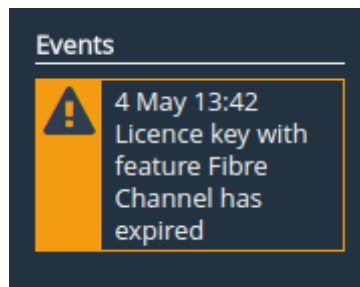 Events
4 May 13:42
Licence key with
feature Fibre
Channel has
expired